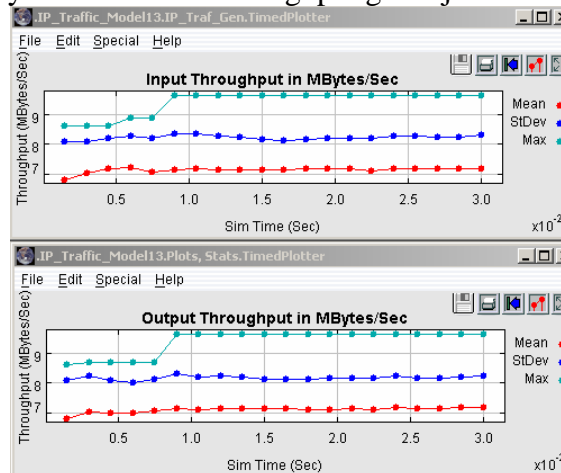 .IP_Traffic_Model13.IP_Traf_Gen.TimedPlotter
File Edit Special Help
Input Throughput in MBytes/Sec
Throughput (MBytes/Sec)
9
8
7
Mean
StDev
Max
0.5 1.0 1.5 2.0 2.5 3.0
Sim Time (Sec)
.IP_Traffic_Model13.Plots, Stats.TimedPlotter
File Edit Special Help
Output Throughput in MBytes/Sec
Throughput (MBytes/Sec)
9
8
7
Mean
StDev
Max
0.5 1.0 1.5 2.0 2.5 3.0
Sim Time (Sec)